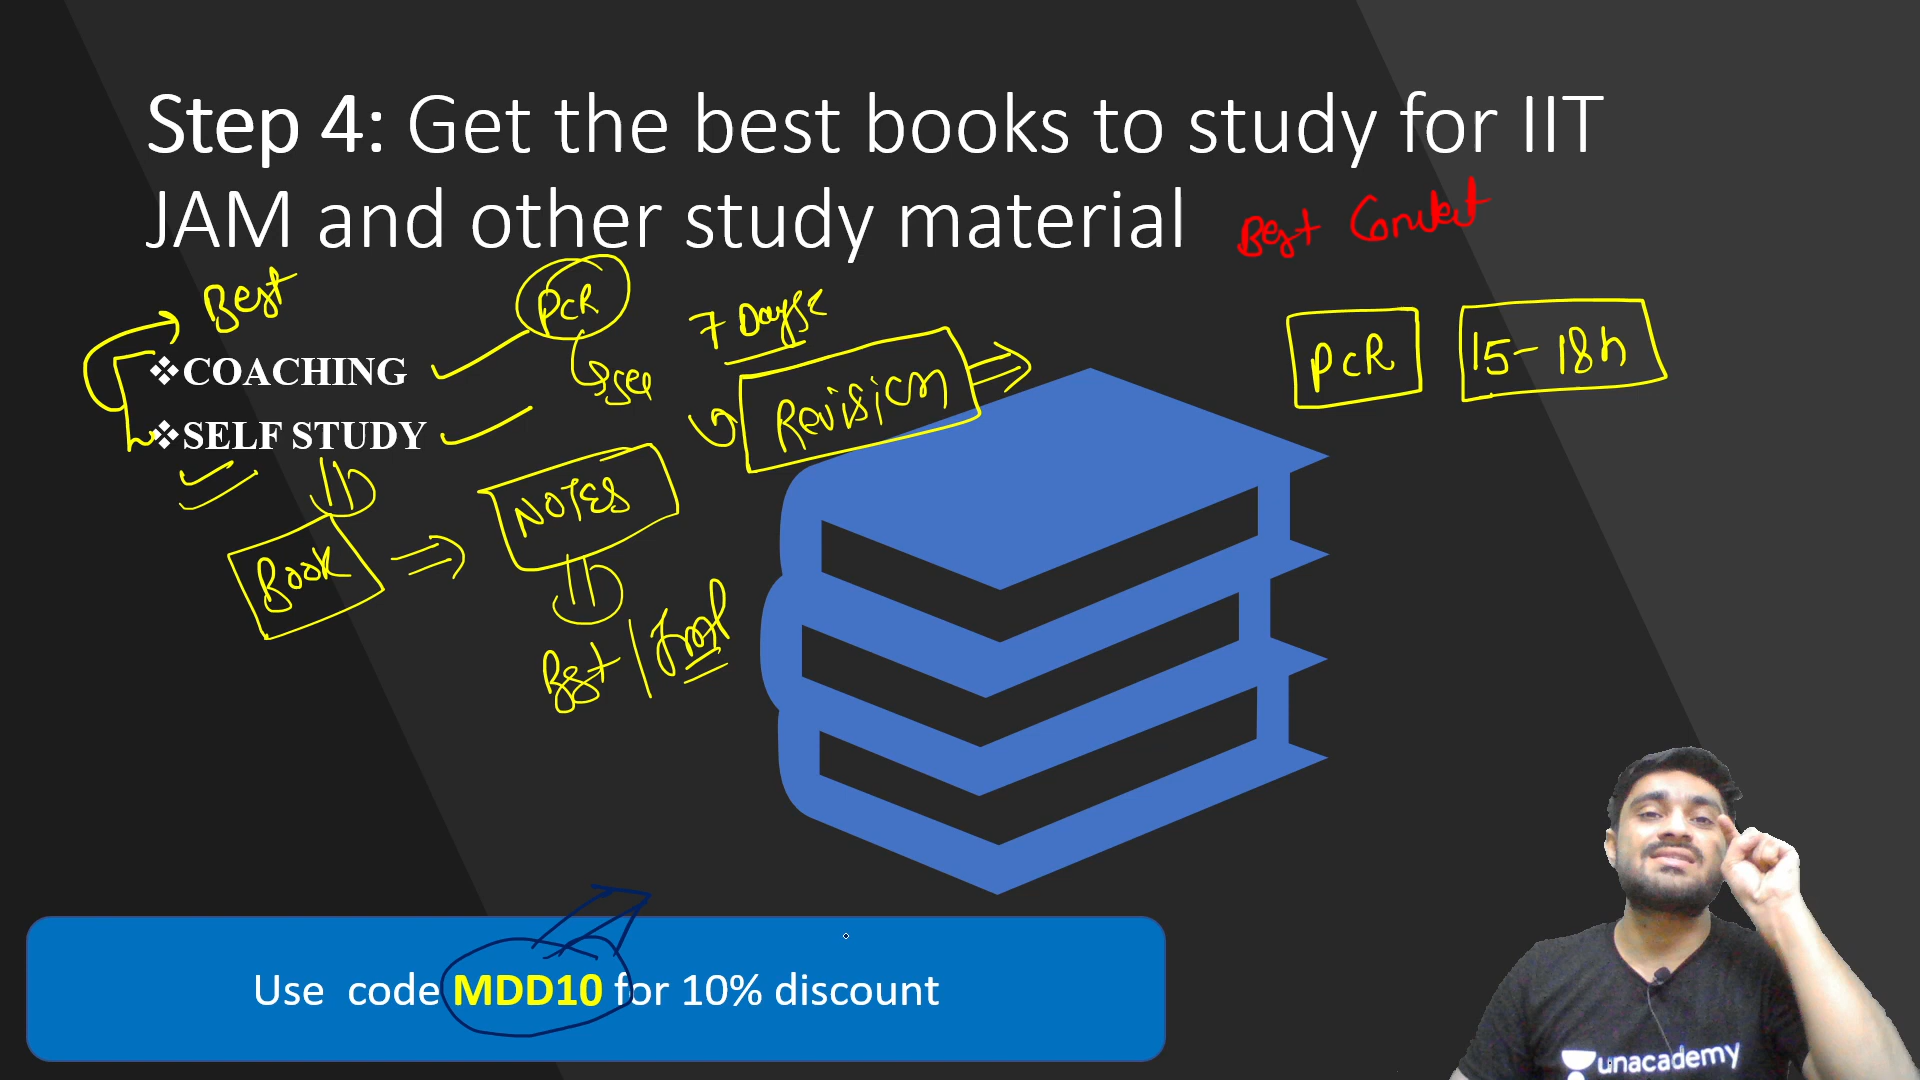 Step 4: Get the best books to study for IIT
JAM and other study material
Best Content
Best
PCR
7 Days
PCR
15-18h
❖COACHING
Revision
❖SELF STUDY
NOTES
Book
Best /
Use code MDD10 for 10% discount
unacademy